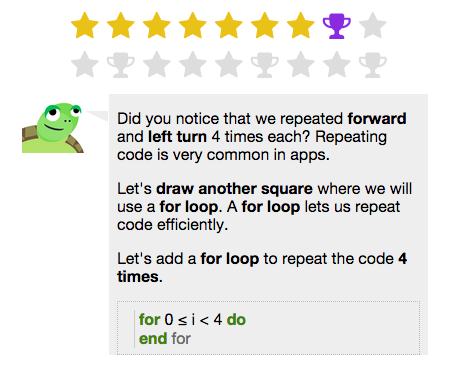 Did you notice that we repeated forward
and left turn 4 times each? Repeating
code is very common in apps.
Let's draw another square where we will
use a for loop. A for loop lets us repeat
code efficiently.
Let's add a for loop to repeat the code 4
times.
for 0 ≤ i < 4 do
end for